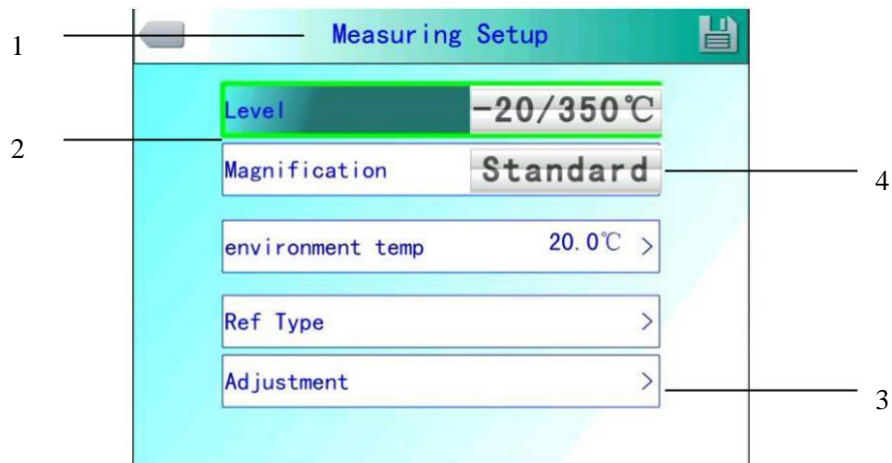 1
Measuring Setup
Level -20/350℃
2
Magnification Standard
4
environment temp 20.0℃ >
Ref Type >
Adjustment >
3